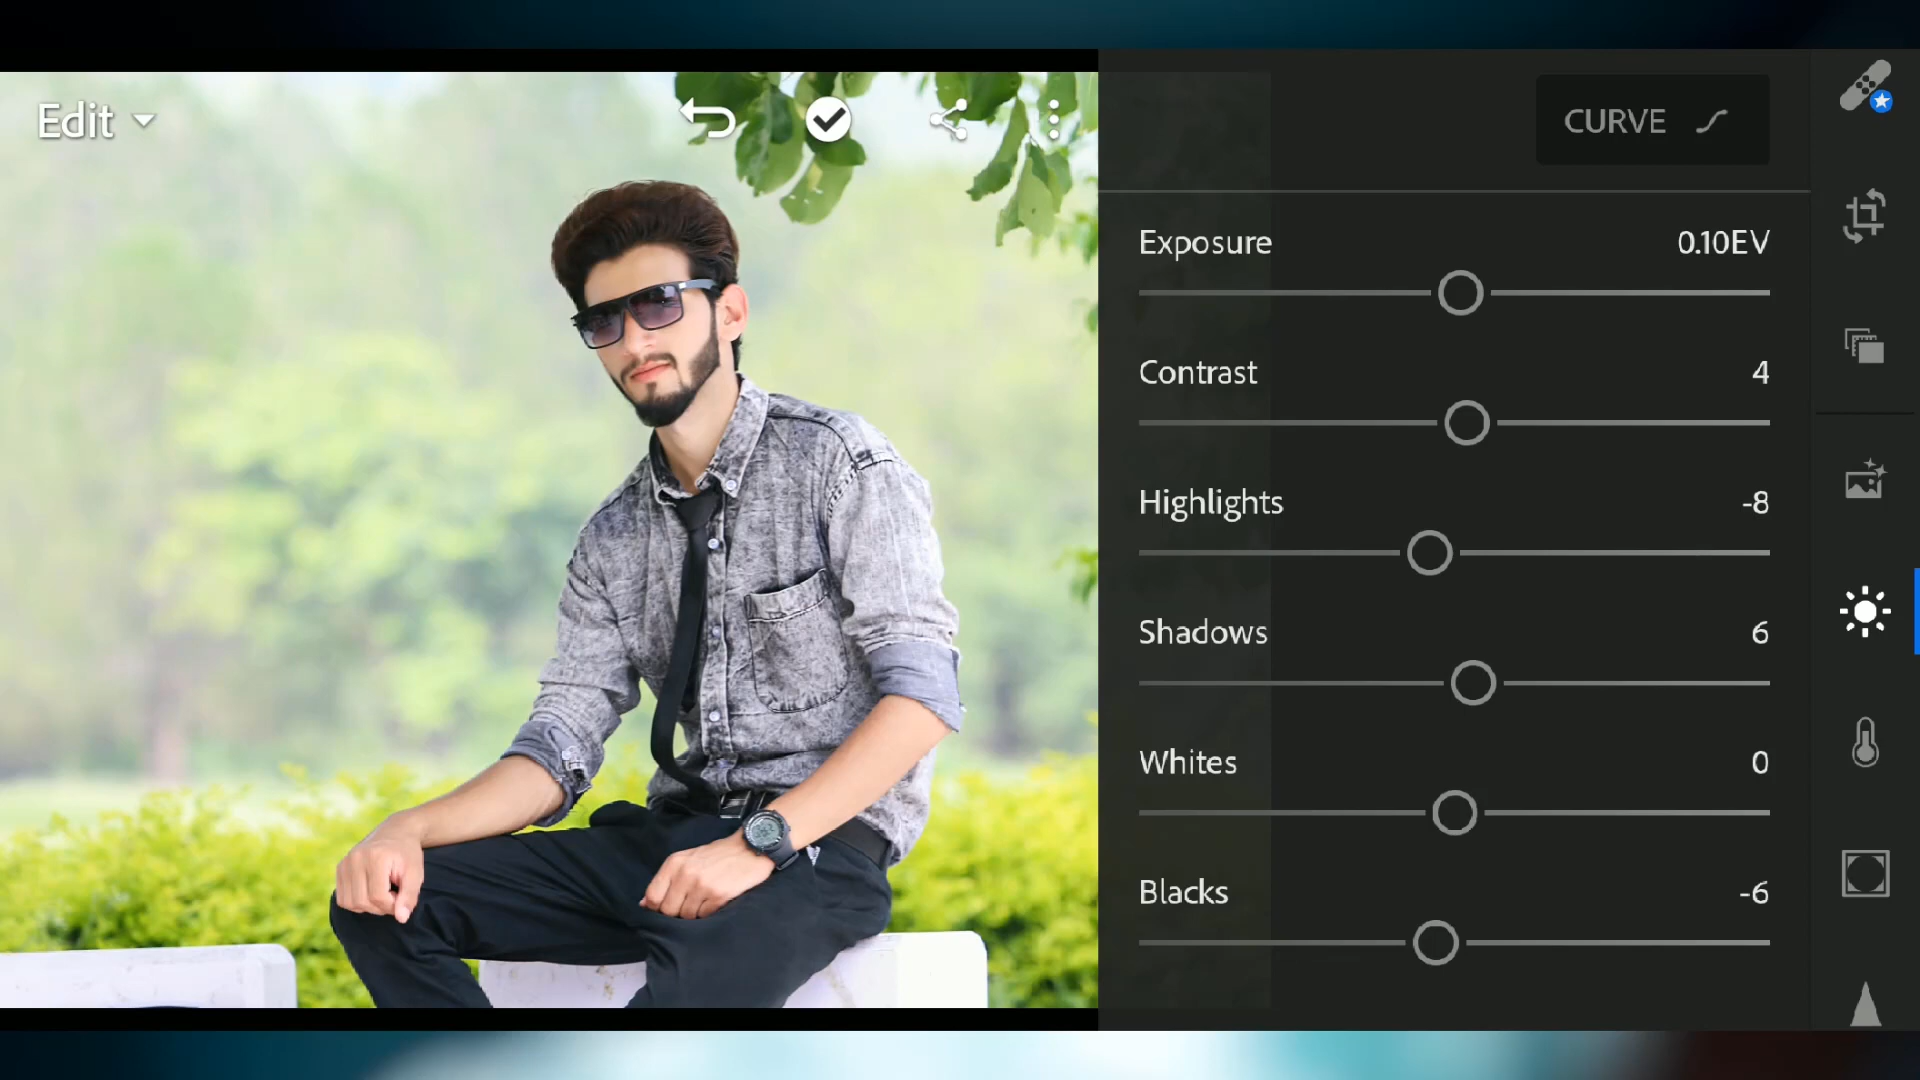 Edit
CURVE
Exposure 0.10EV
Contrast 4
Highlights -8
Shadows 6
Whites 0
Blacks -6